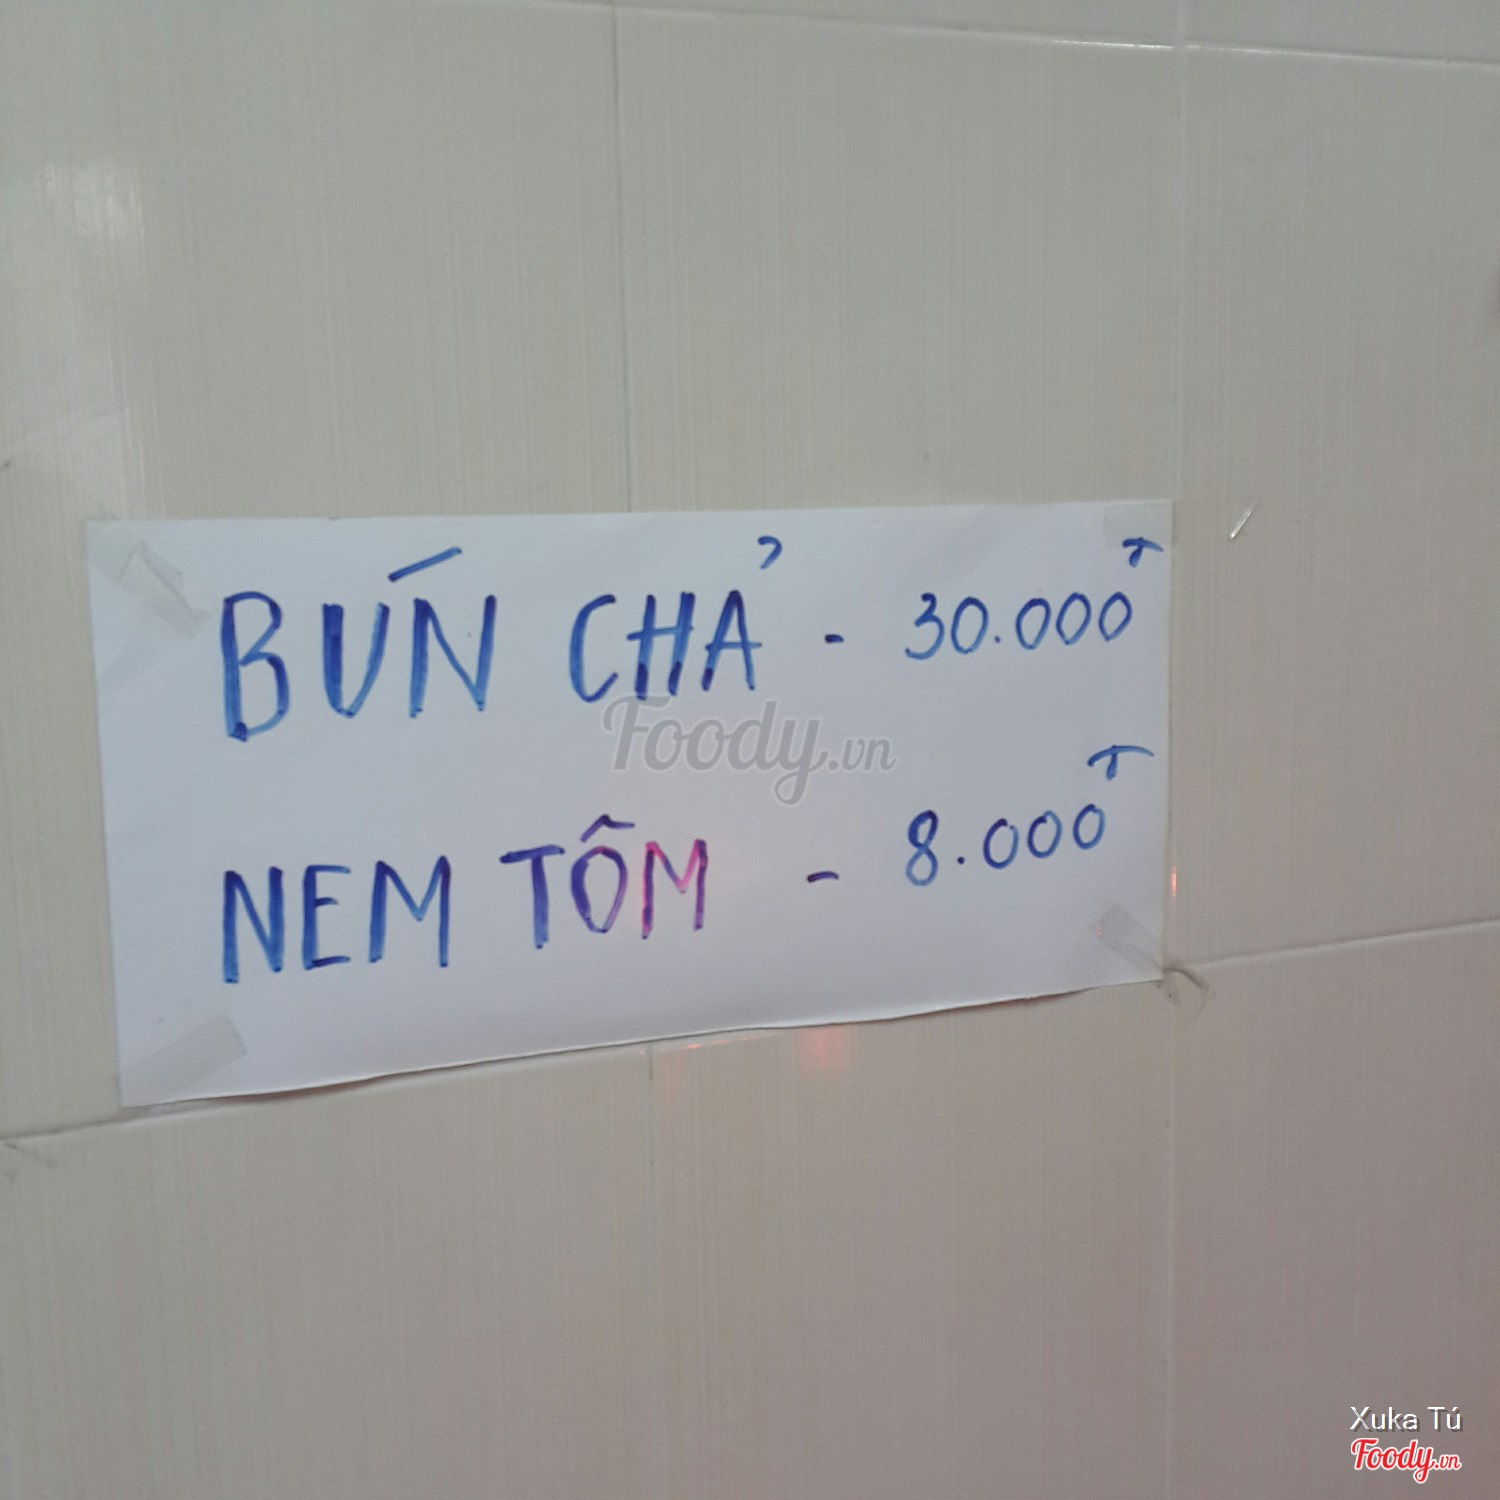 BÚN CHẢ - 30.000đ
Foody.vn
NEM TÔM - 8.000đ
Xuka Tú
Foody.vn